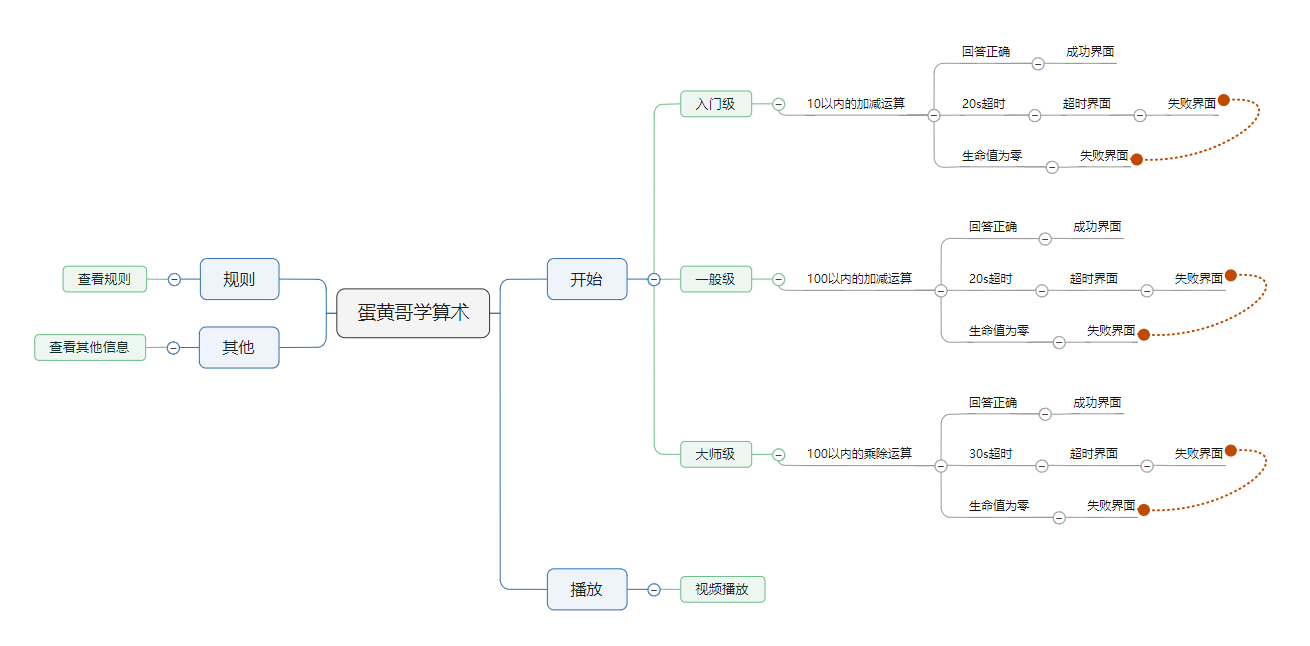 蛋黄哥学算术
规则
查看规则
其他
查看其他信息
开始
入门级
10以内的加减运算
回答正确
成功界面
20s超时
超时界面
失败界面
生命值为零
失败界面
一般级
100以内的加减运算
回答正确
成功界面
20s超时
超时界面
失败界面
生命值为零
失败界面
大师级
100以内的乘除运算
回答正确
成功界面
30s超时
超时界面
失败界面
生命值为零
失败界面
播放
视频播放